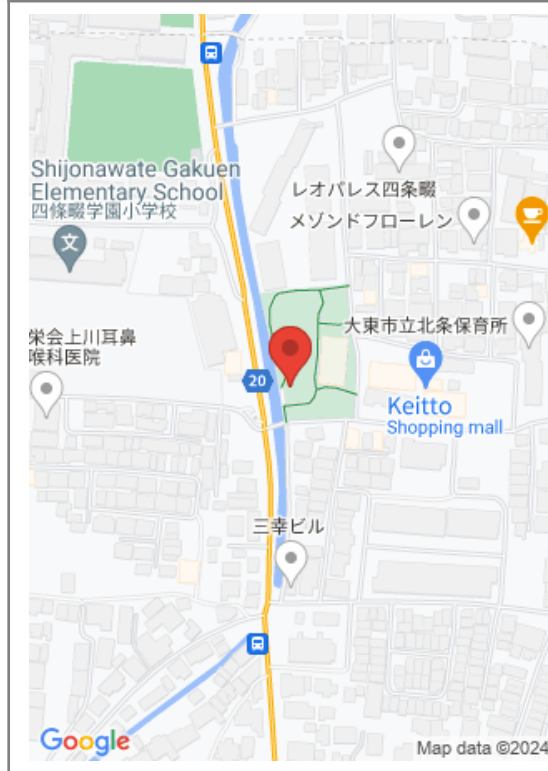 Shijonawate Gakuen
Elementary School
四條畷学園小学校
文
レオパレス四条畷
メゾンドフローレン
栄会上川耳鼻
喉科医院
大東市立北条保育所
20
Keitto
Shopping mall
三幸ビル
Google
Map data ©2024